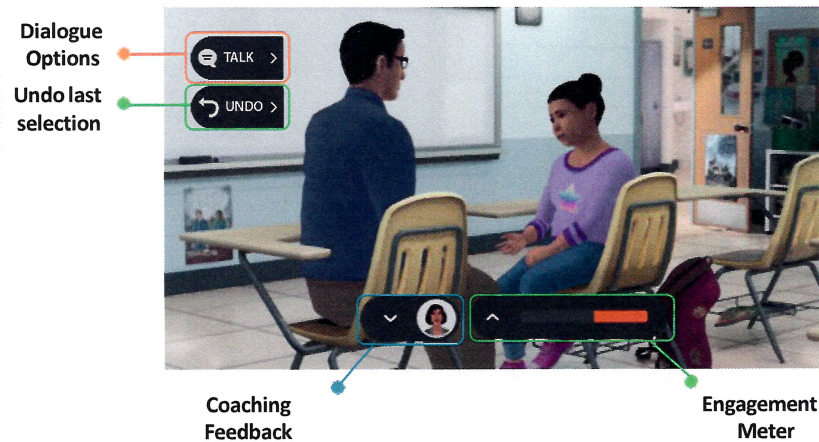 Dialogue
Options
TALK
Undo last
selection
UNDO
Coaching
Feedback
Engagement
Meter